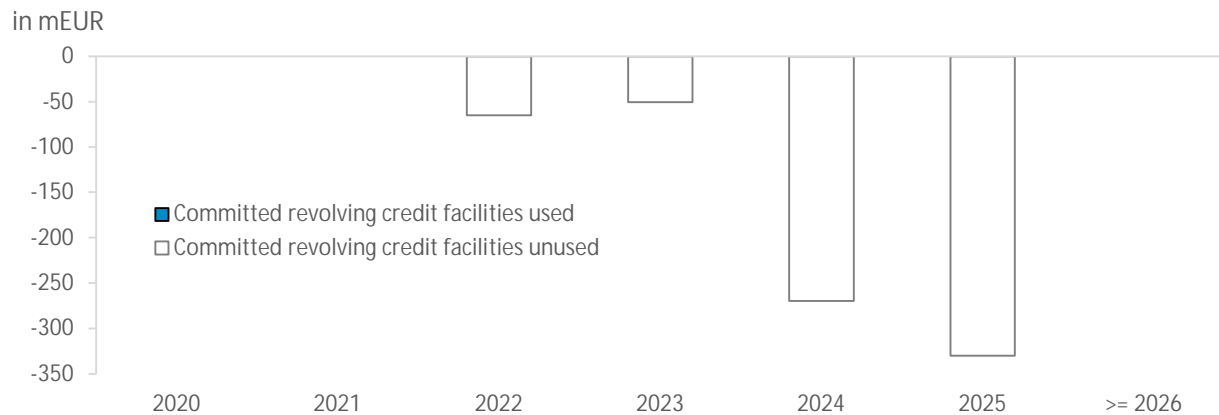 in mEUR
0
-50
-100
-150
-200
-250
-300
-350
Committed revolving credit facilities used
Committed revolving credit facilities unused
2020 2021 2022 2023 2024 2025 >= 2026